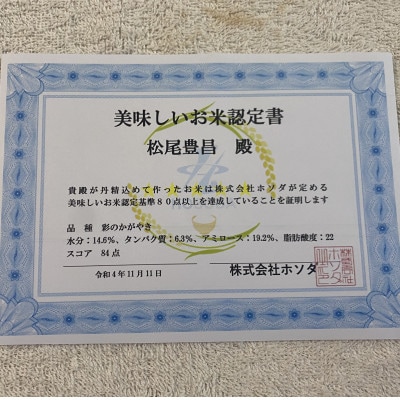 美味しいお米認定書
松尾豊昌 殿
貴殿が丹精込めて作ったお米は株式会社ホソダが定める
美味しいお米認定基準80点以上を達成していることを証明します
品 種 彩のかがやき
水分：14.6%、タンパク質：6.3%、アミロース：19.2%、脂肪酸度：22
スコア 84点
令和4年11月11日
株式会社ホソダ